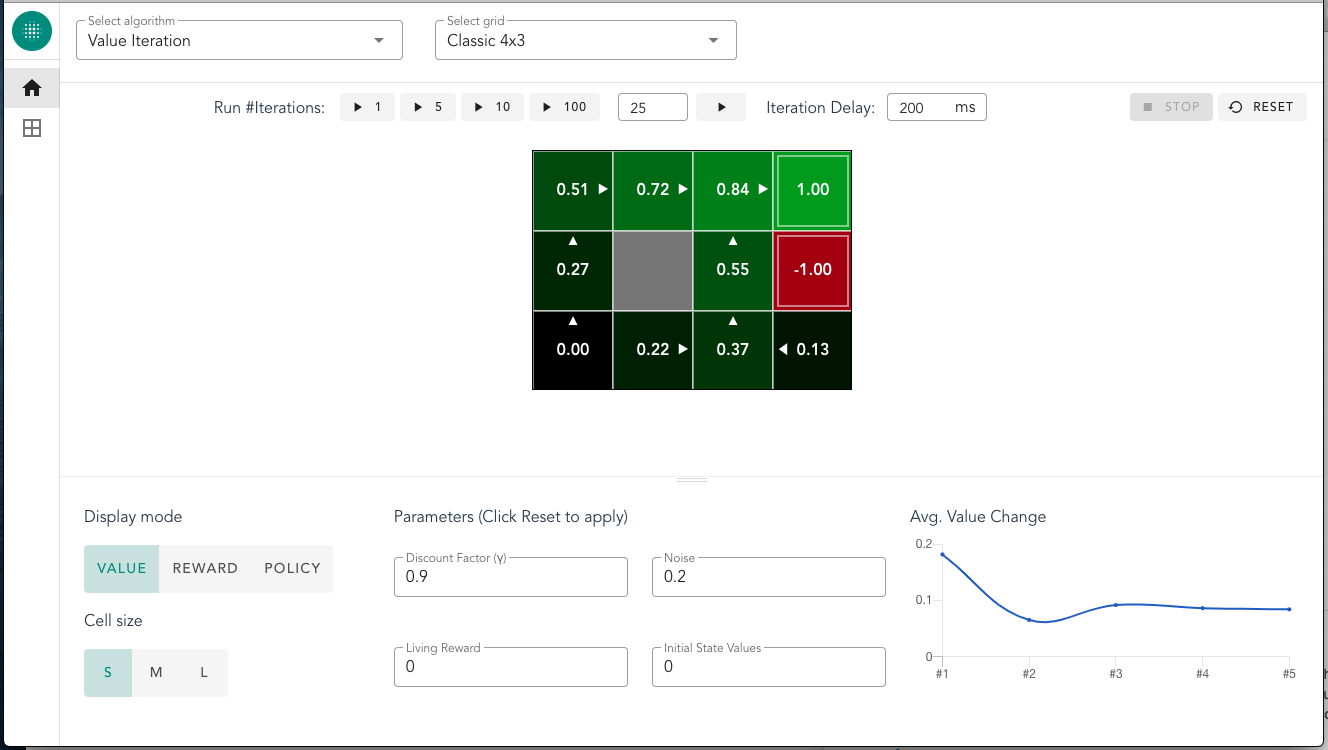 Select algorithm
Value Iteration
Select grid
Classic 4x3
Run #Iterations: 1 5 10 100 25 Iteration Delay: 200 ms STOP RESET
0.51 0.72 0.84 1.00
0.27 0.55 -1.00
0.00 0.22 0.37 0.13
Display mode
VALUE REWARD POLICY
Cell size
S M L
Parameters (Click Reset to apply)
Discount Factor (γ)
0.9
Noise
0.2
Living Reward
0
Initial State Values
0
Avg. Value Change
0.2
0.1
0
#1 #2 #3 #4 #5